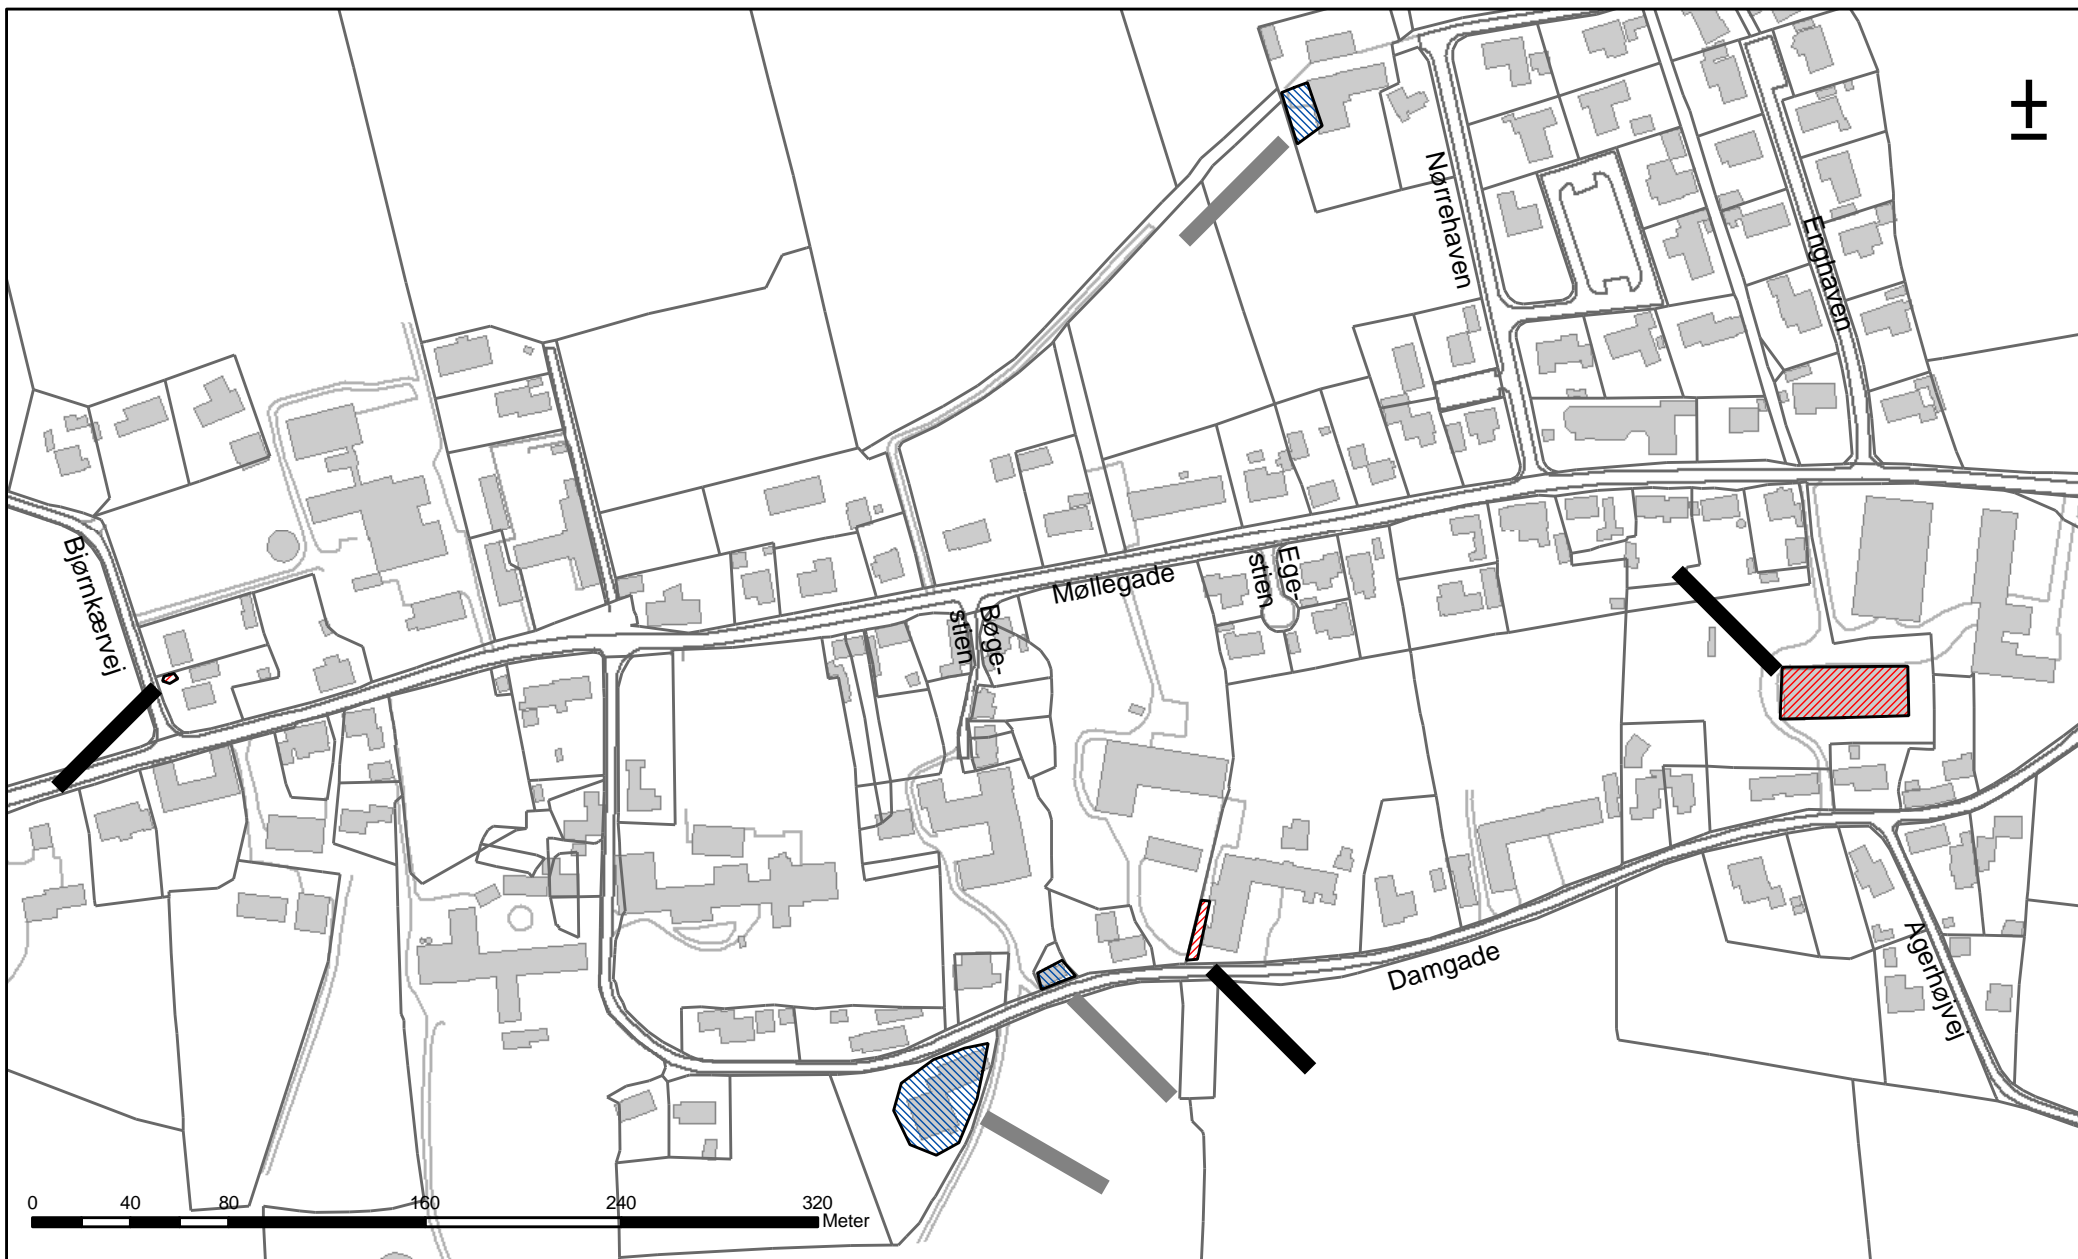 ±
Nørrehaven
Enghaven
Bjørnkærvej
Møllegade
Ege-
stien
Bøge-
stien
Damgade
Agerhøjvej
0 40 80 160 240 320
Meter